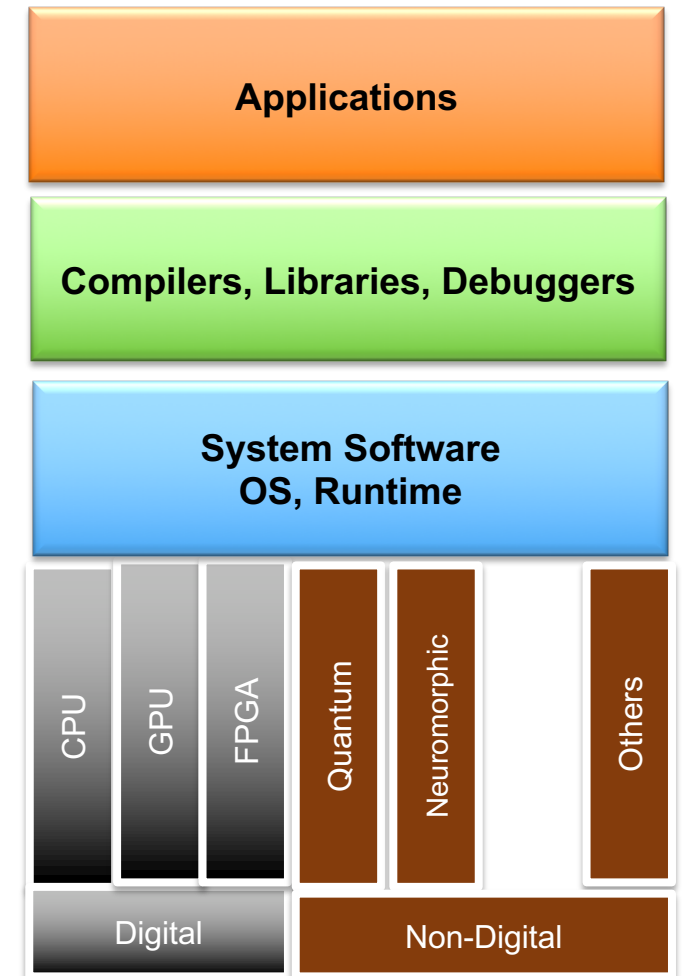 Applications
Compilers, Libraries, Debuggers
System Software
OS, Runtime
CPU
GPU
FPGA
Quantum
Neuromorphic
Others
Digital
Non-Digital